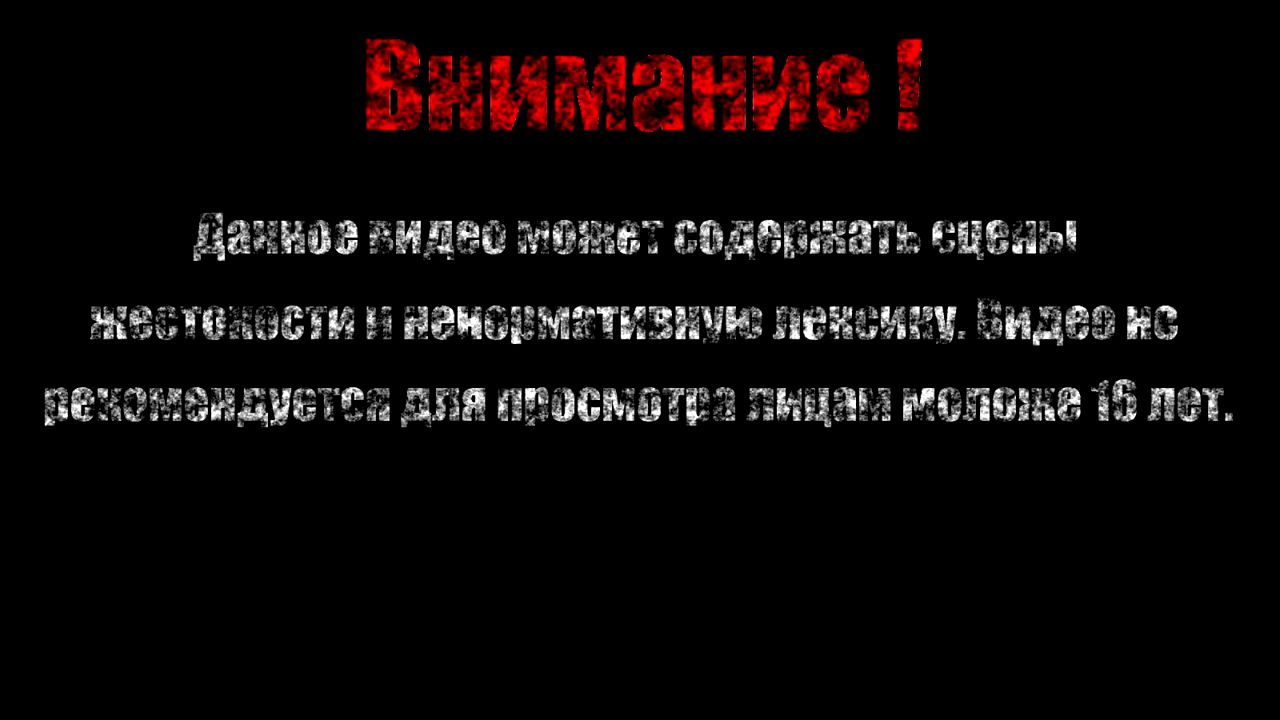 Внимание !
Данное видео может содержать сцены
жестокости и ненормативную лексику. Видео не
рекомендуется для просмотра лицам моложе 16 лет.